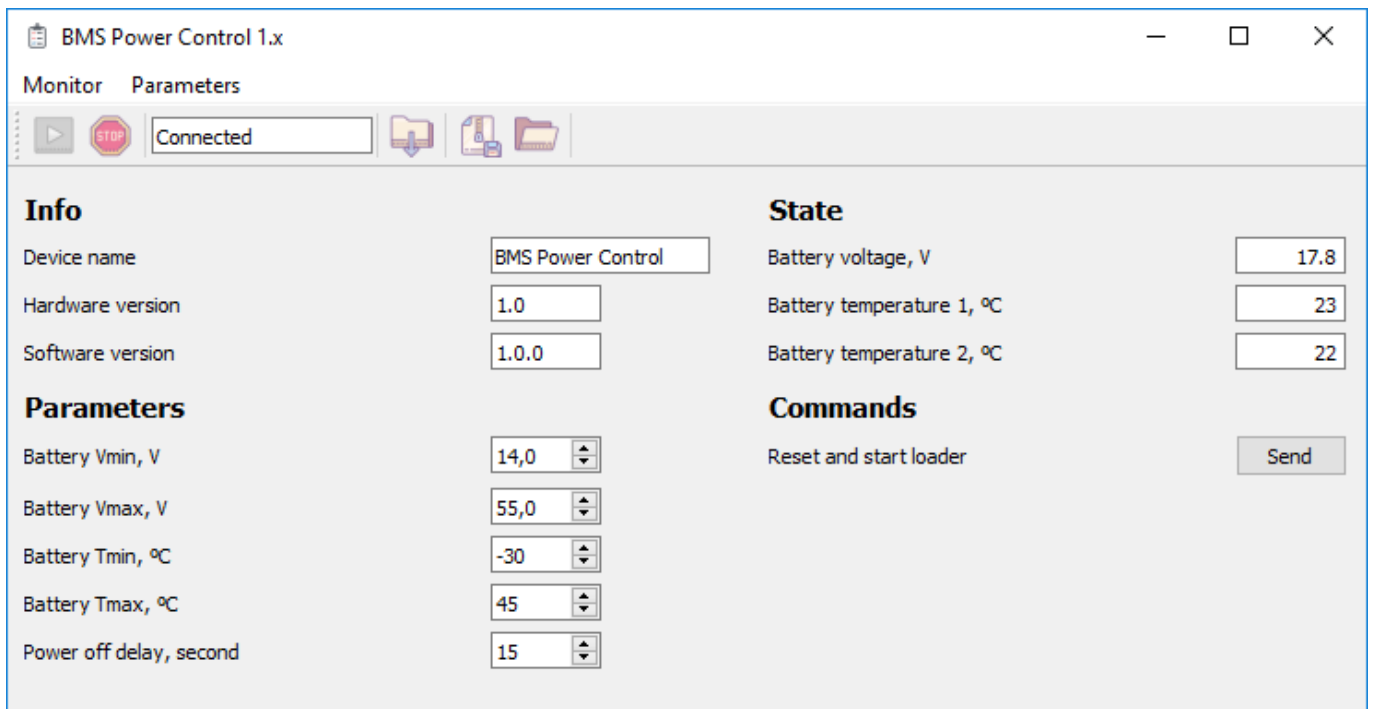 BMS Power Control 1.x
Monitor Parameters
STOP Connected
Info
Device name BMS Power Control
Hardware version 1.0
Software version 1.0.0
Parameters
Battery Vmin, V 14,0
Battery Vmax, V 55,0
Battery Tmin, ºC -30
Battery Tmax, ºC 45
Power off delay, second 15
State
Battery voltage, V 17.8
Battery temperature 1, ºC 23
Battery temperature 2, ºC 22
Commands
Reset and start loader Send